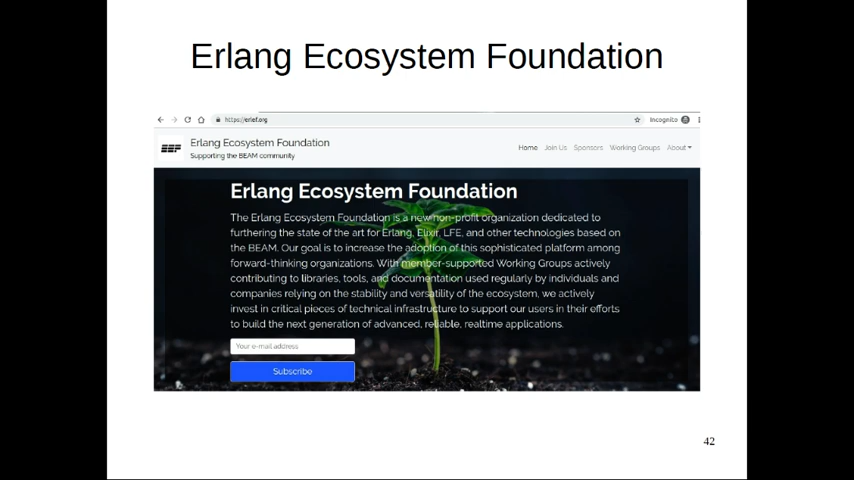 Erlang Ecosystem Foundation
https://erlef.org
Incognito
EEF
Erlang Ecosystem Foundation
Supporting the BEAM community
Home Join Us Sponsors Working Groups About
Erlang Ecosystem Foundation
The Erlang Ecosystem Foundation is a new non-profit organization dedicated to
furthering the state of the art for Erlang, Elixir, LFE, and other technologies based on
the BEAM. Our goal is to increase the adoption of this sophisticated platform among
forward-thinking organizations. With member-supported Working Groups actively
contributing to libraries, tools, and documentation used regularly by individuals and
companies relying on the stability and versatility of the ecosystem, we actively
invest in critical pieces of technical infrastructure to support our users in their efforts
to build the next generation of advanced, reliable, realtime applications.
Your e-mail address
Subscribe
42